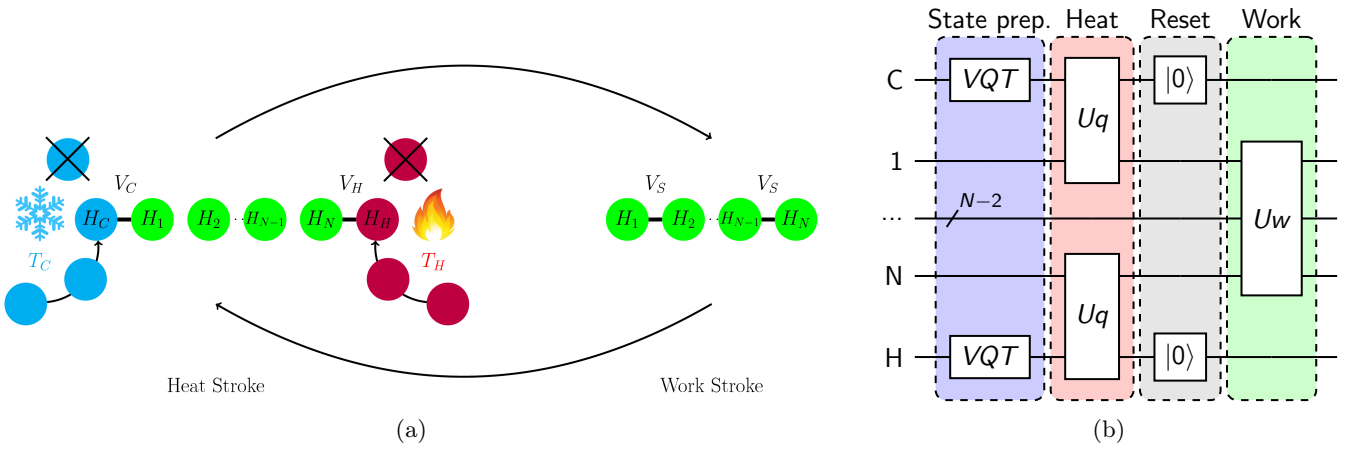 V_C V_H
H_C H_1 H_2 ·· H_{N-1} H_N H_H
T_C T_H
V_S V_S
H_1 H_2 ·· H_{N-1} H_N
Heat Stroke Work Stroke
(a)
State prep. Heat Reset Work
C VQT Uq |0⟩
1
... N−2 Uw
N Uq
H VQT |0⟩
(b)